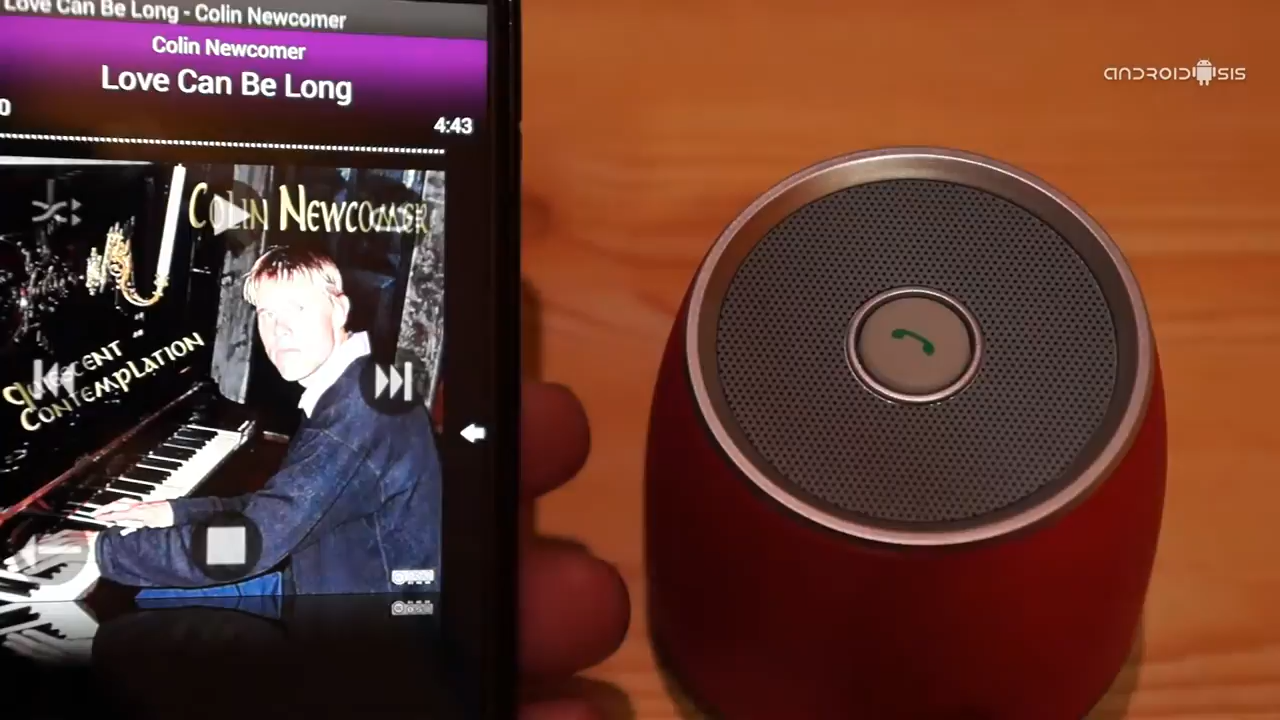 Love Can Be Long - Colin Newcomer
Colin Newcomer
Love Can Be Long
0
4:43
COLIN NEWCOMER
QUIESCENT
CONTEMPLATION
ANDROIDSIS